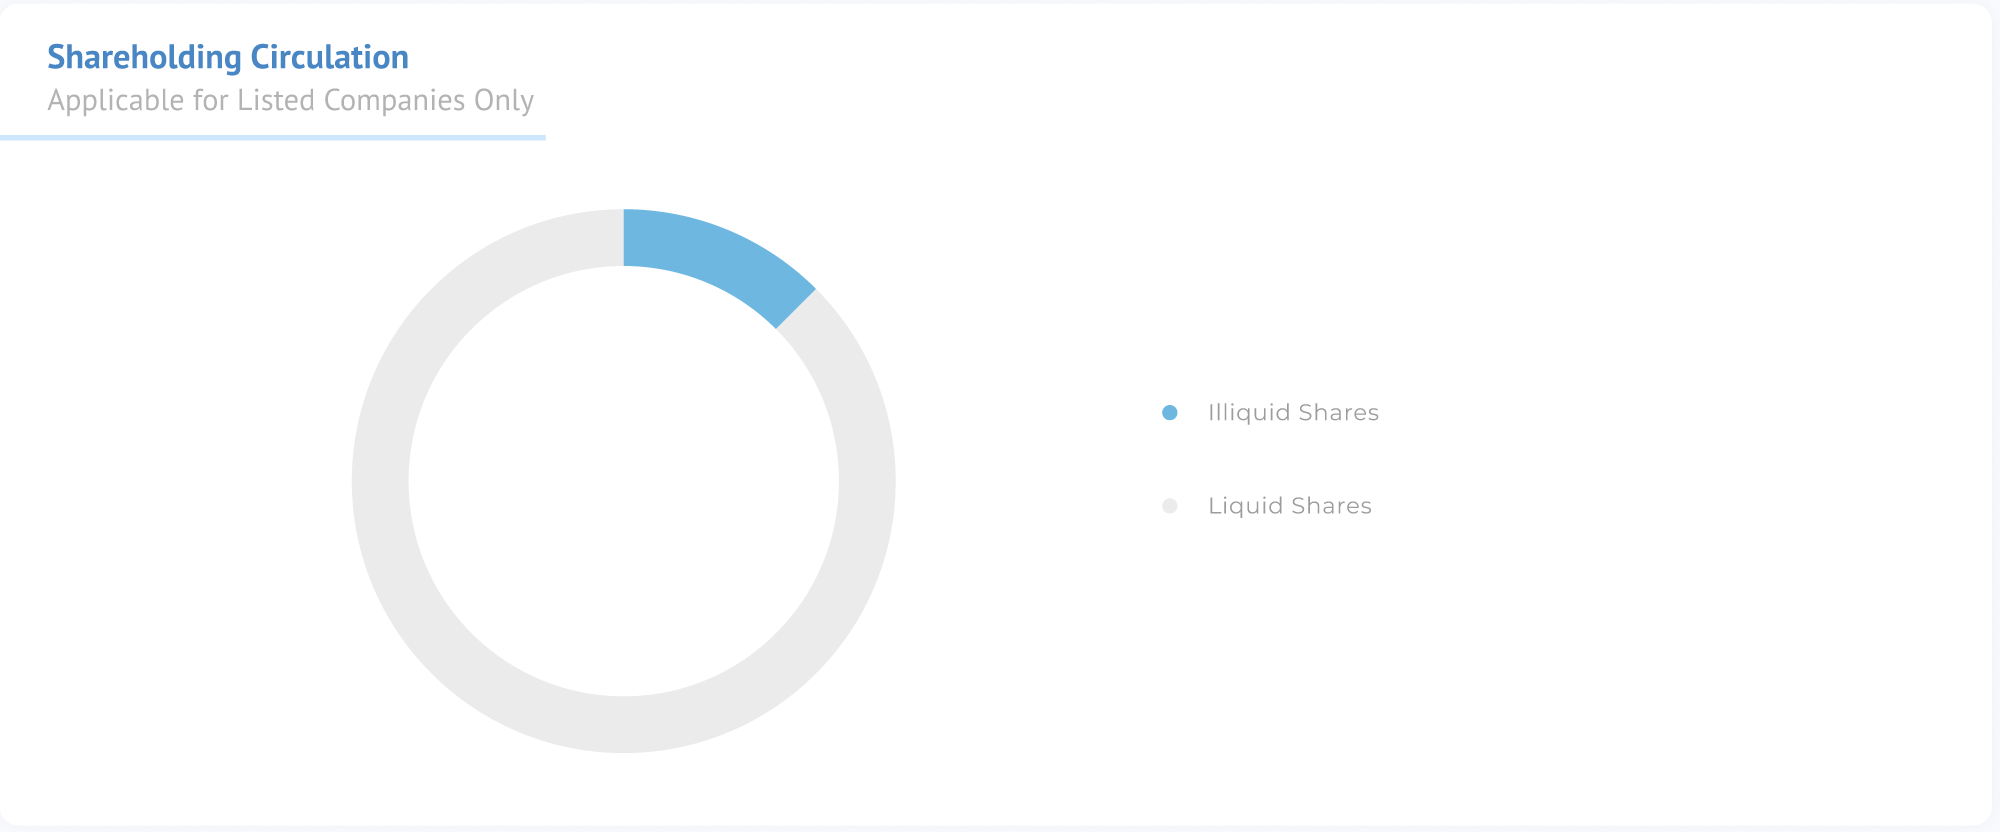 Shareholding Circulation
Applicable for Listed Companies Only
Illiquid Shares
Liquid Shares